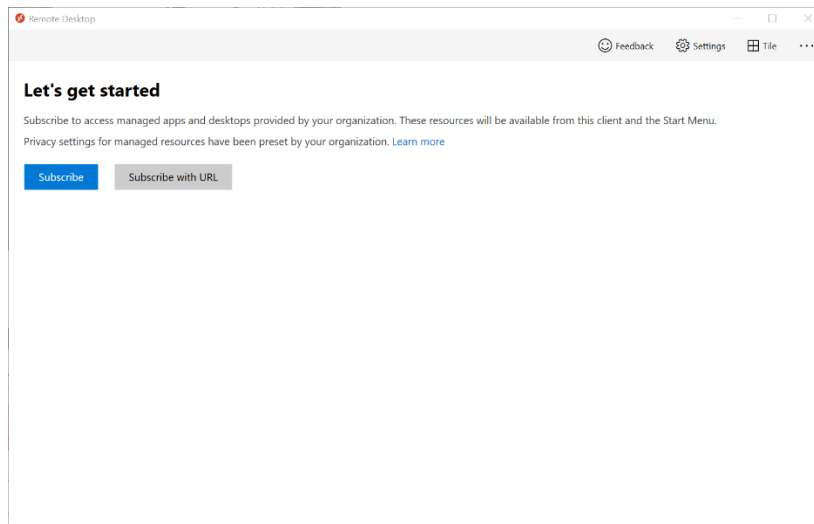 Remote Desktop
Feedback Settings Tile
Let's get started
Subscribe to access managed apps and desktops provided by your organization. These resources will be available from this client and the Start Menu.
Privacy settings for managed resources have been preset by your organization. Learn more
Subscribe Subscribe with URL